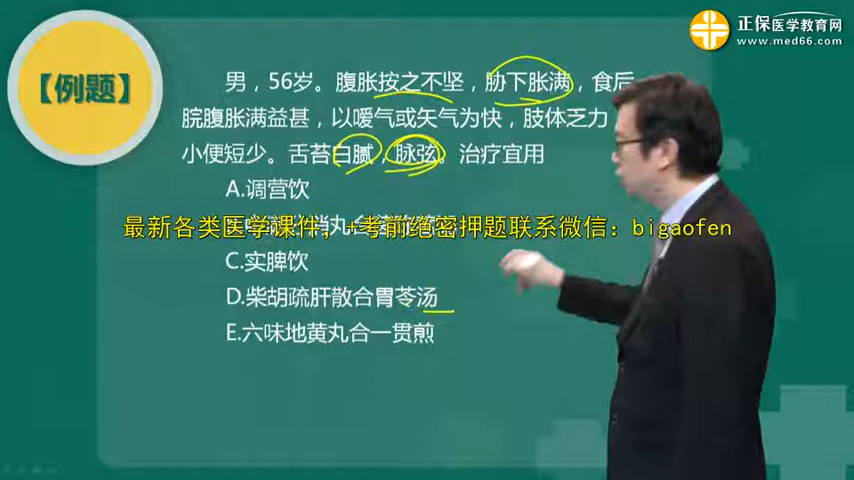 【例题】
正保医学教育网
www.med66.com
男，56岁。腹胀按之不坚，胁下胀满，食后
脘腹胀满益甚，以嗳气或矢气为快，肢体乏力
小便短少。舌苔白腻，脉弦。治疗宜用
A.调营饮
最新各类医学课件，+考前绝密押题联系微信：bigaofen
C.实脾饮
D.柴胡疏肝散合胃苓汤
E.六味地黄丸合一贯煎